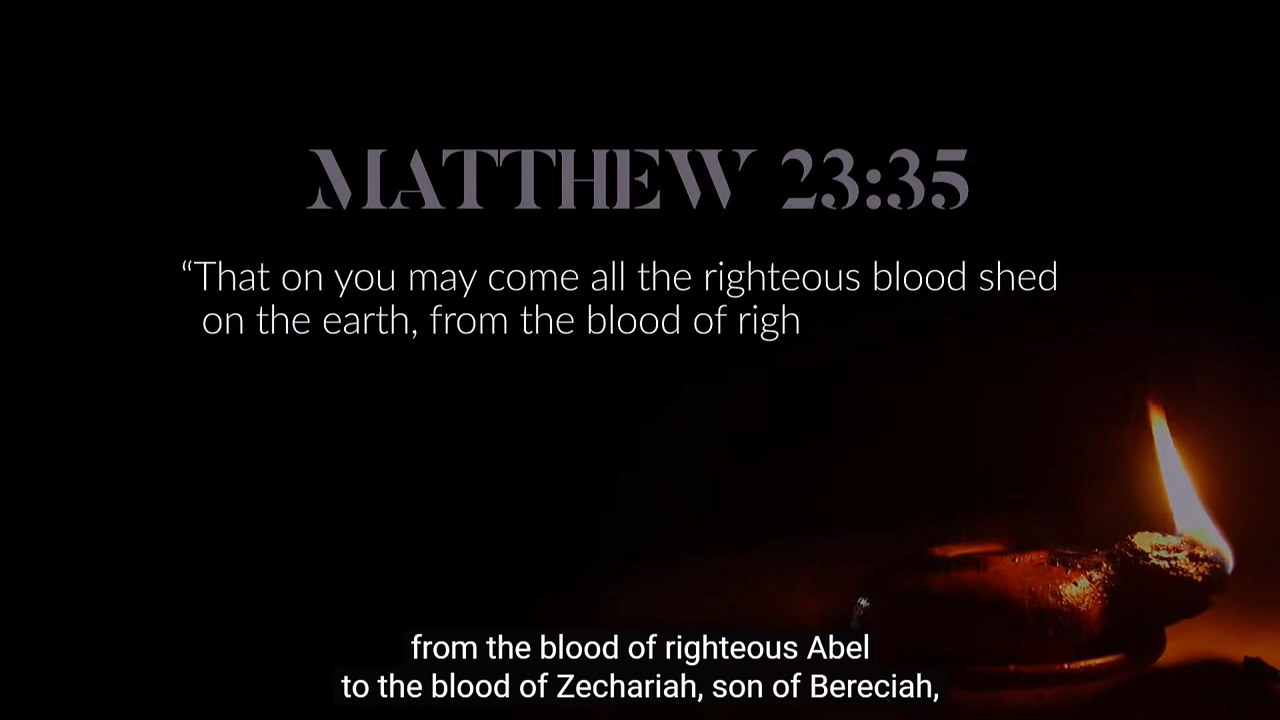 MATTHEW 23:35
“That on you may come all the righteous blood shed
on the earth, from the blood of righ
from the blood of righteous Abel
to the blood of Zechariah, son of Bereciah,